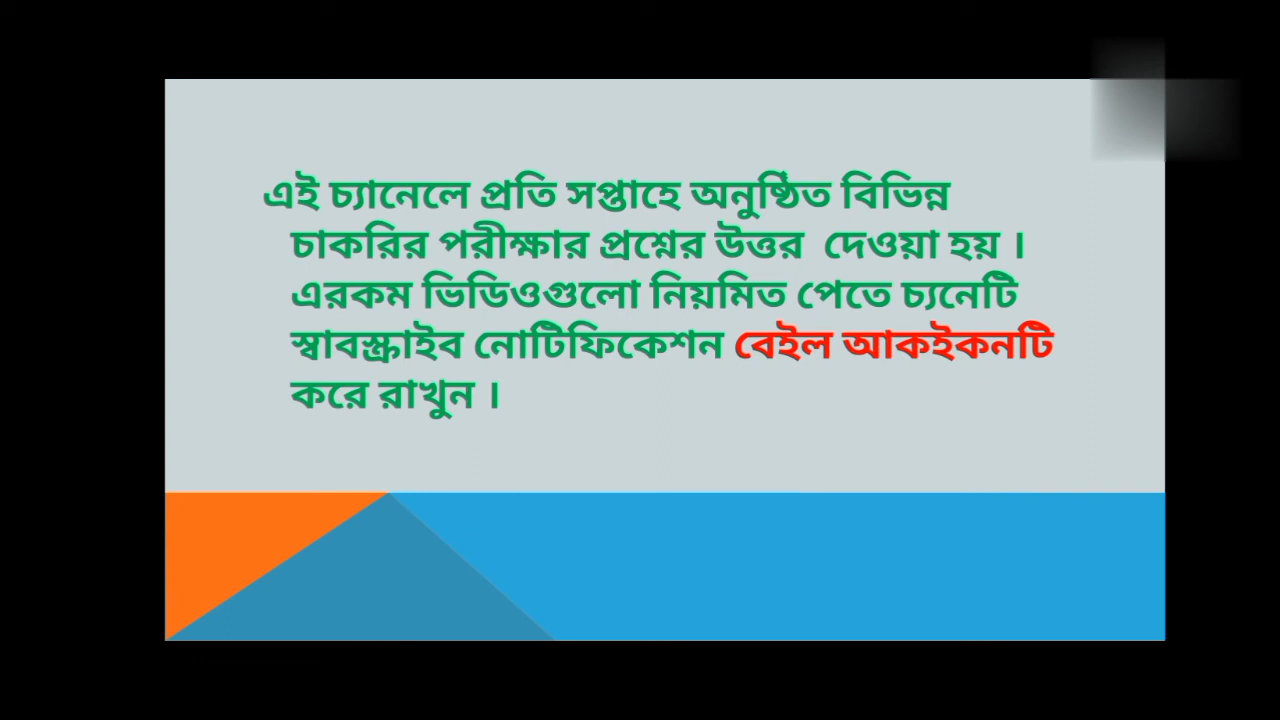 এই চ্যানেলে প্রতি সপ্তাহে অনুষ্ঠিত বিভিন্ন
চাকরির পরীক্ষার প্রশ্নের উত্তর দেওয়া হয় ।
এরকম ভিডিওগুলো নিয়মিত পেতে চ্যনেটি
স্বাবস্ক্রাইব নোটিফিকেশন বেইল আকইকনটি
করে রাখুন ।